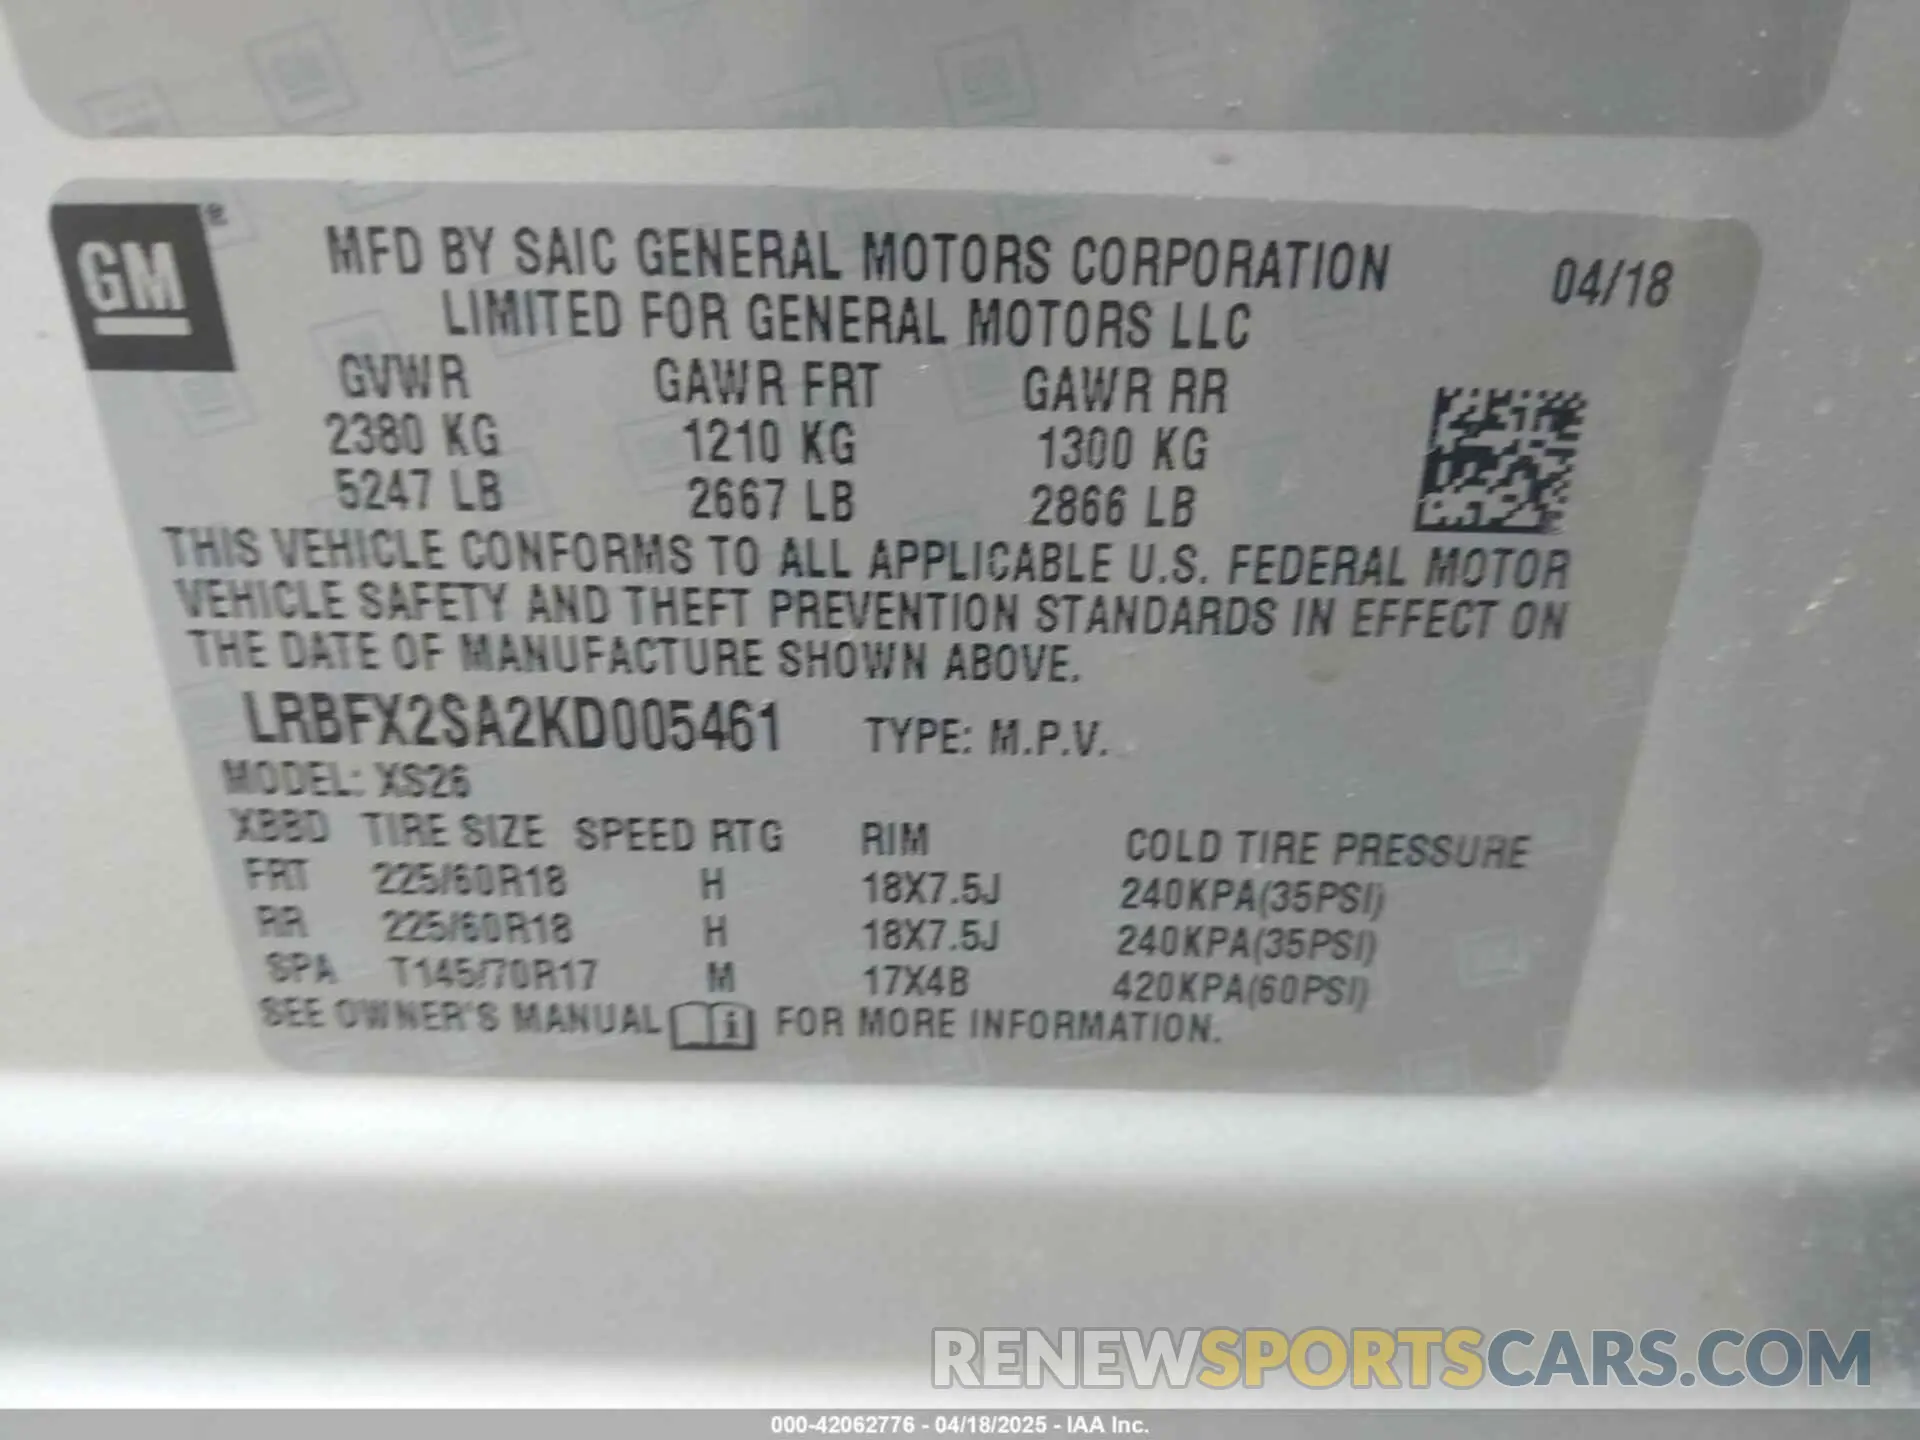 GM ®
MFD BY SAIC GENERAL MOTORS CORPORATION 04/18
LIMITED FOR GENERAL MOTORS LLC
GVWR GAWR FRT GAWR RR
2380 KG 1210 KG 1300 KG
5247 LB 2667 LB 2866 LB
THIS VEHICLE CONFORMS TO ALL APPLICABLE U.S. FEDERAL MOTOR
VEHICLE SAFETY AND THEFT PREVENTION STANDARDS IN EFFECT ON
THE DATE OF MANUFACTURE SHOWN ABOVE.
LRBFX2SA2KD005461 TYPE: M.P.V.
MODEL: XS26
XBBD TIRE SIZE SPEED RTG RIM COLD TIRE PRESSURE
FRT 225/60R18 H 18X7.5J 240KPA(35PSI)
RR 225/60R18 H 18X7.5J 240KPA(35PSI)
SPA T145/70R17 M 17X4B 420KPA(60PSI)
SEE OWNER'S MANUAL i FOR MORE INFORMATION.
RENEWSPORTSCARS.COM
000-42062776 - 04/18/2025 - IAA Inc.